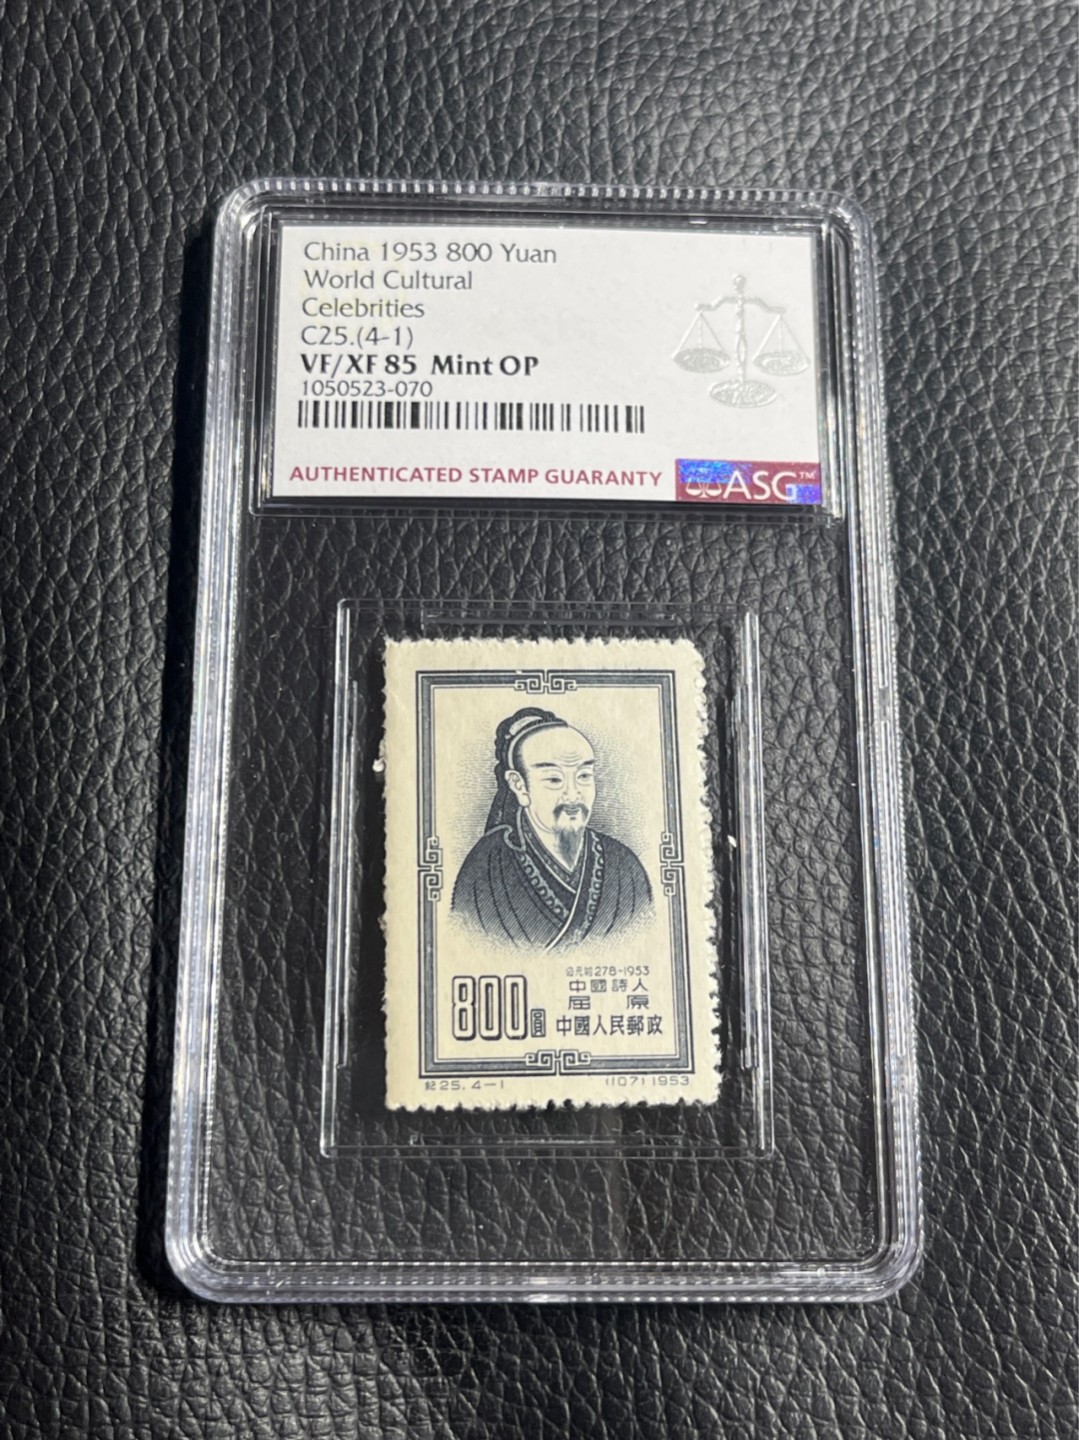 China 1953 800 Yuan
World Cultural
Celebrities
C25.(4-1)
VF/XF 85 Mint OP
1050523-070
AUTHENTICATED STAMP GUARANTY
ASG™
公元前278-1953
中國詩人
屈原
800圓
中國人民郵政
紀25.4-1
(107)1953